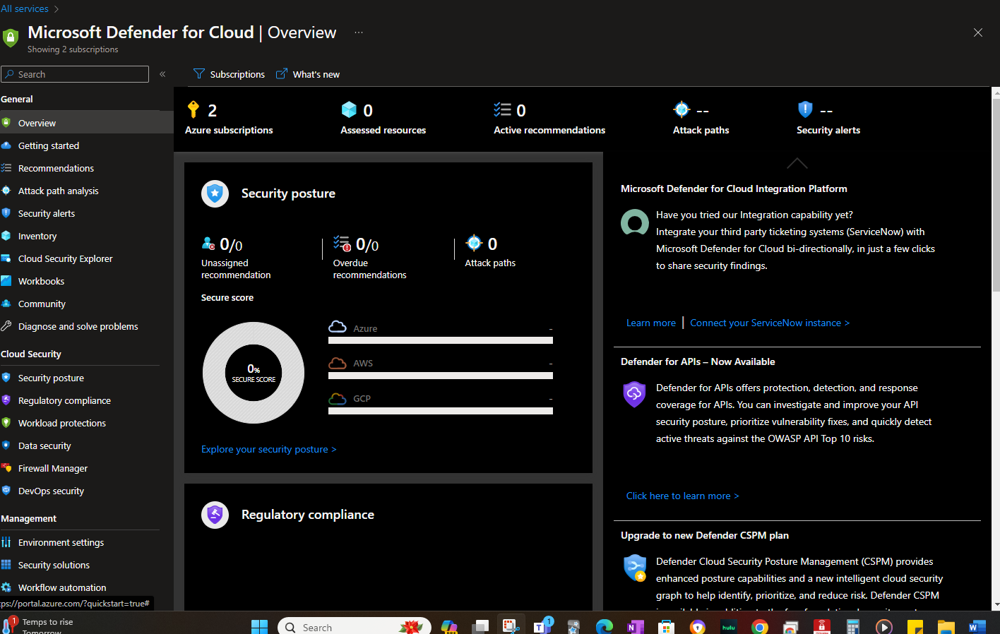 All services >
Microsoft Defender for Cloud | Overview ...
Showing 2 subscriptions
Search
«
Subscriptions
What's new
General
Overview
Getting started
Recommendations
Attack path analysis
Security alerts
Inventory
Cloud Security Explorer
Workbooks
Community
Diagnose and solve problems
Cloud Security
Security posture
Regulatory compliance
Workload protections
Data security
Firewall Manager
DevOps security
Management
Environment settings
Security solutions
Workflow automation
2
Azure subscriptions
0
Assessed resources
0
Active recommendations
--
Attack paths
--
Security alerts
Security posture
0/0
Unassigned
recommendation
0/0
Overdue
recommendations
0
Attack paths
Secure score
0%
SECURE SCORE
Azure -
AWS -
GCP -
Explore your security posture >
Regulatory compliance
Microsoft Defender for Cloud Integration Platform
Have you tried our Integration capability yet?
Integrate your third party ticketing systems (ServiceNow) with
Microsoft Defender for Cloud bi-directionally, in just a few clicks
to share security findings.
Learn more | Connect your ServiceNow instance >
Defender for APIs – Now Available
Defender for APIs offers protection, detection, and response
coverage for APIs. You can investigate and improve your API
security posture, prioritize vulnerability fixes, and quickly detect
active threats against the OWASP API Top 10 risks.
Click here to learn more >
Upgrade to new Defender CSPM plan
Defender Cloud Security Posture Management (CSPM) provides
enhanced posture capabilities and a new intelligent cloud security
graph to help identify, prioritize, and reduce risk. Defender CSPM
tps://portal.azure.com/?quickstart=true#
1
Temps to rise
Tomorrow
Search
1
hulu